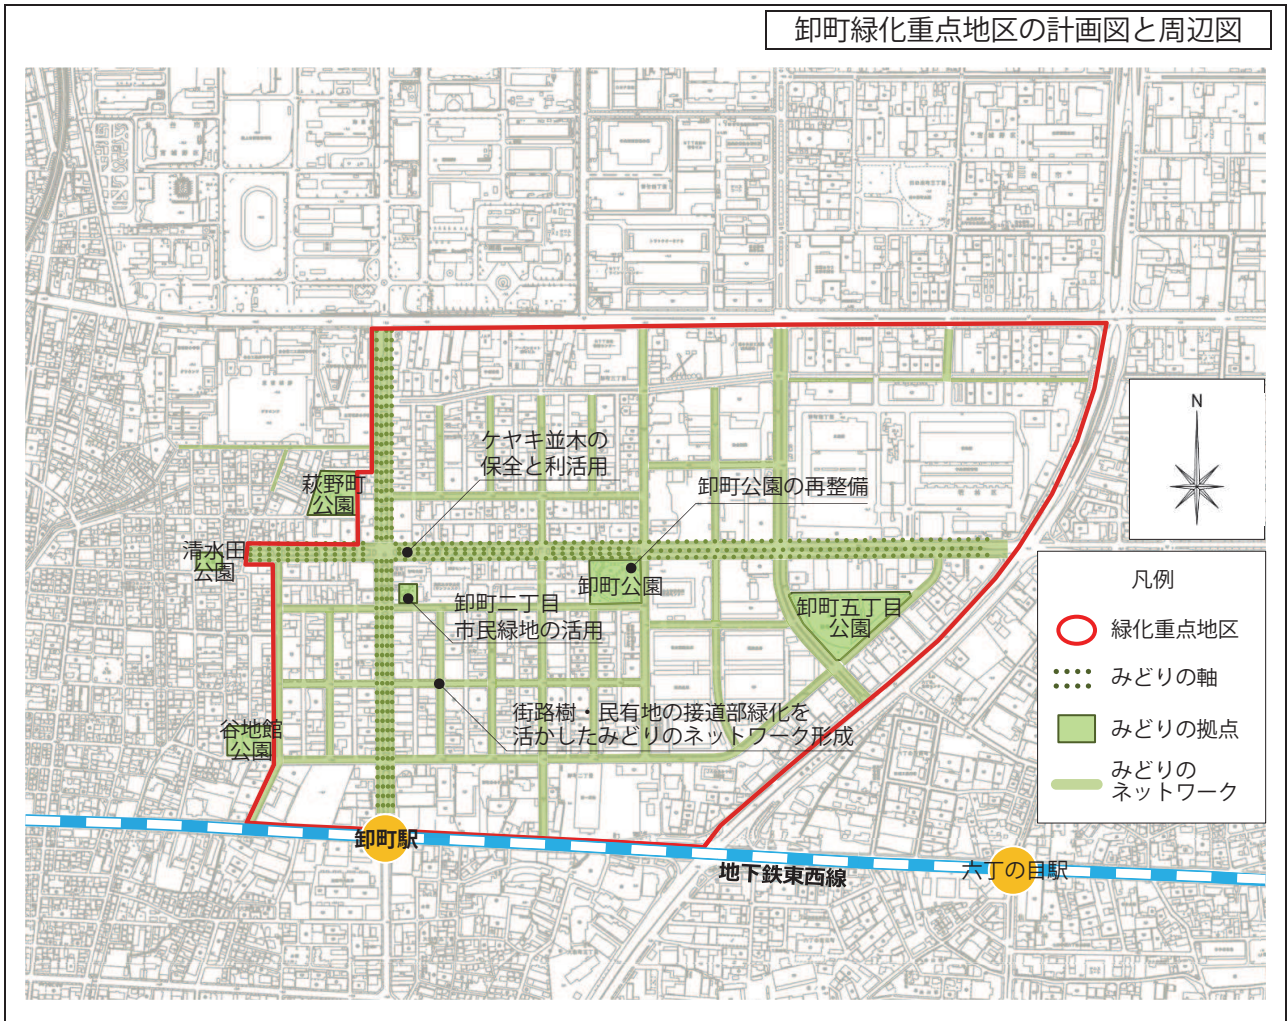 卸町緑化重点地区の計画図と周辺図
N
ケヤキ並木の
保全と利活用
卸町公園の再整備
萩野町
公園
清水田
公園
卸町公園
卸町二丁目
市民緑地の活用
卸町五丁目
公園
街路樹・民有地の接道部緑化を
活かしたみどりのネットワーク形成
谷地館
公園
卸町駅
地下鉄東西線
六丁の目駅
凡例
緑化重点地区
みどりの軸
みどりの拠点
みどりの
ネットワーク